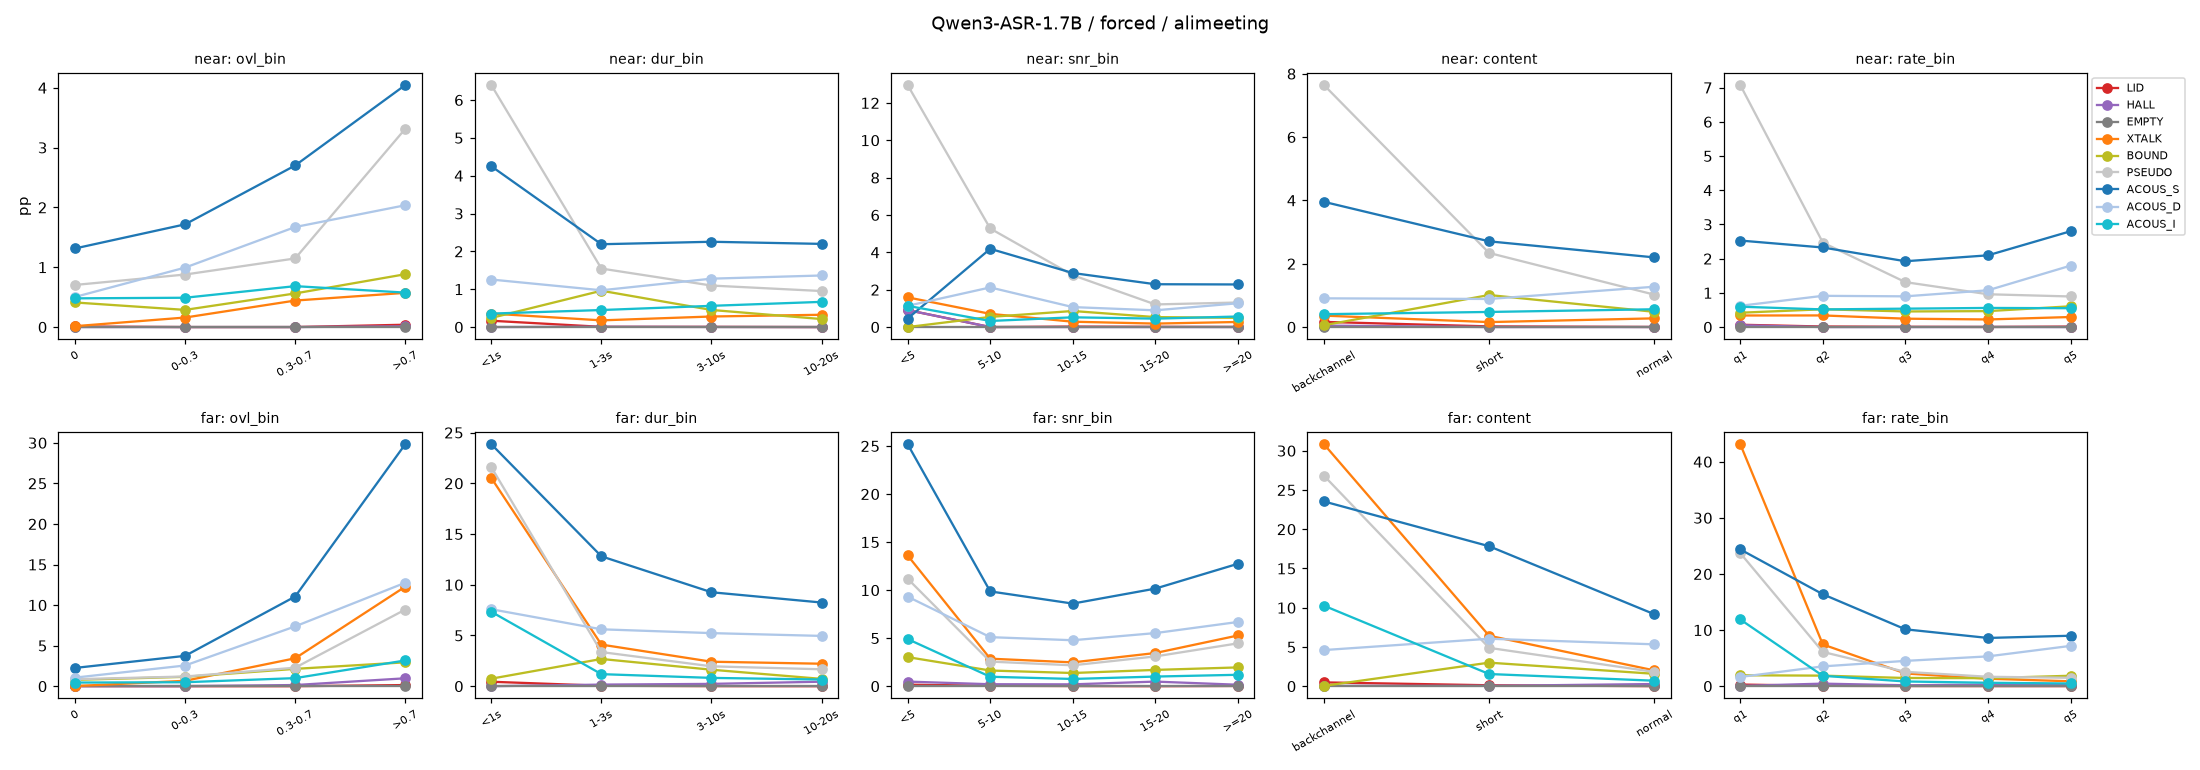 Qwen3-ASR-1.7B / forced / alimeeting
near: ovl_bin
near: dur_bin
near: snr_bin
near: content
near: rate_bin
pp
4
3
2
1
0
0
0-0.3
0.3-0.7
>0.7
6
5
4
3
2
1
0
<1s
1-3s
3-10s
10-20s
12
10
8
6
4
2
0
<5
5-10
10-15
15-20
>=20
8
6
4
2
0
backchannel
short
normal
7
6
5
4
3
2
1
0
q1
q2
q3
q4
q5
LID
HALL
EMPTY
XTALK
BOUND
PSEUDO
ACOUS_S
ACOUS_D
ACOUS_I
far: ovl_bin
far: dur_bin
far: snr_bin
far: content
far: rate_bin
30
25
20
15
10
5
0
0
0-0.3
0.3-0.7
>0.7
25
20
15
10
5
0
<1s
1-3s
3-10s
10-20s
25
20
15
10
5
0
<5
5-10
10-15
15-20
>=20
30
25
20
15
10
5
0
backchannel
short
normal
40
30
20
10
0
q1
q2
q3
q4
q5